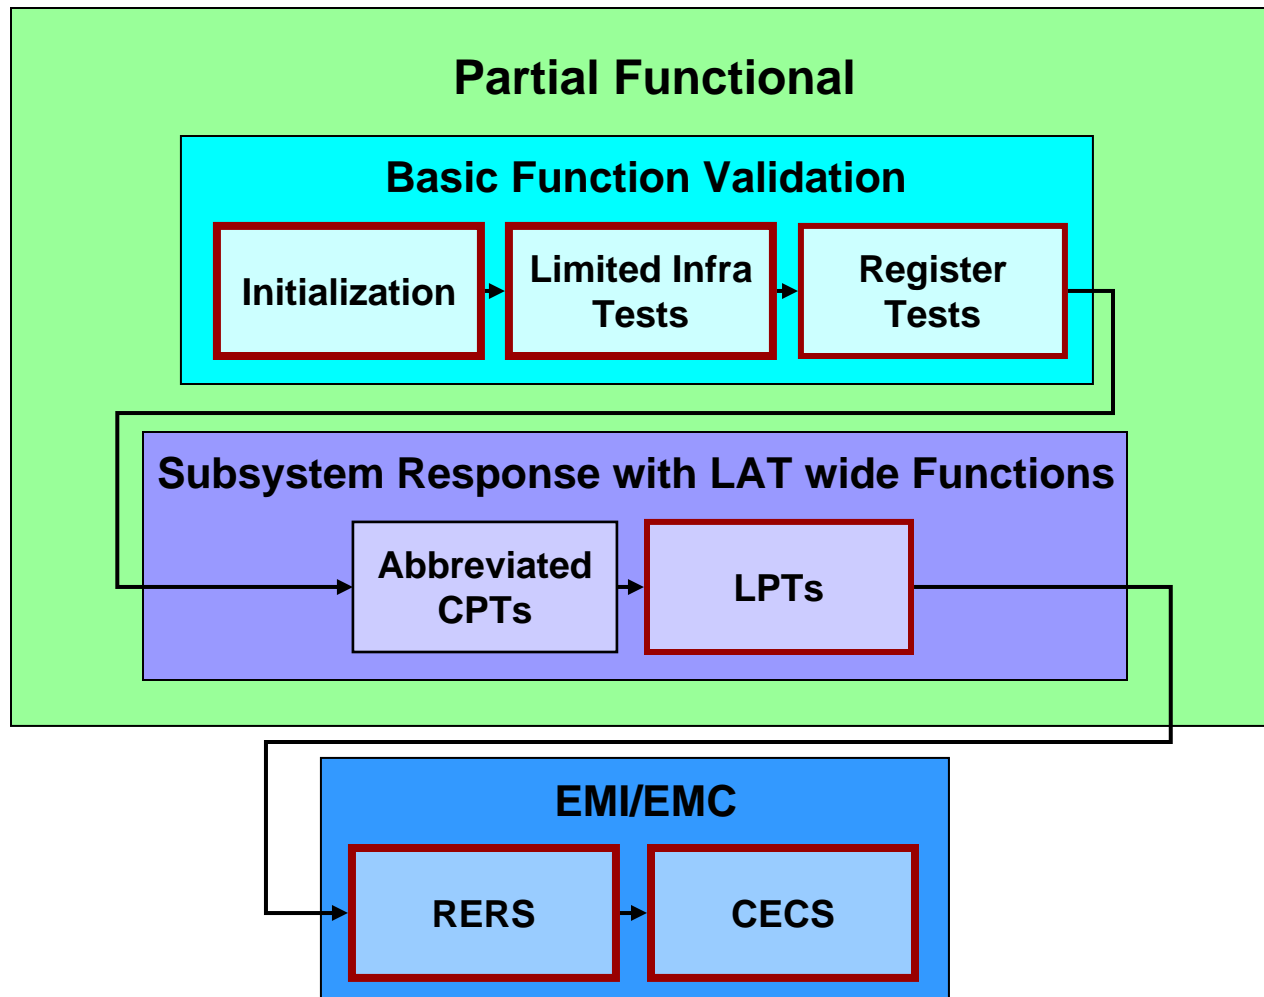 Partial Functional
Basic Function Validation
Initialization
Limited Infra
Tests
Register
Tests
Subsystem Response with LAT wide Functions
Abbreviated
CPTs
LPTs
EMI/EMC
RERS
CECS